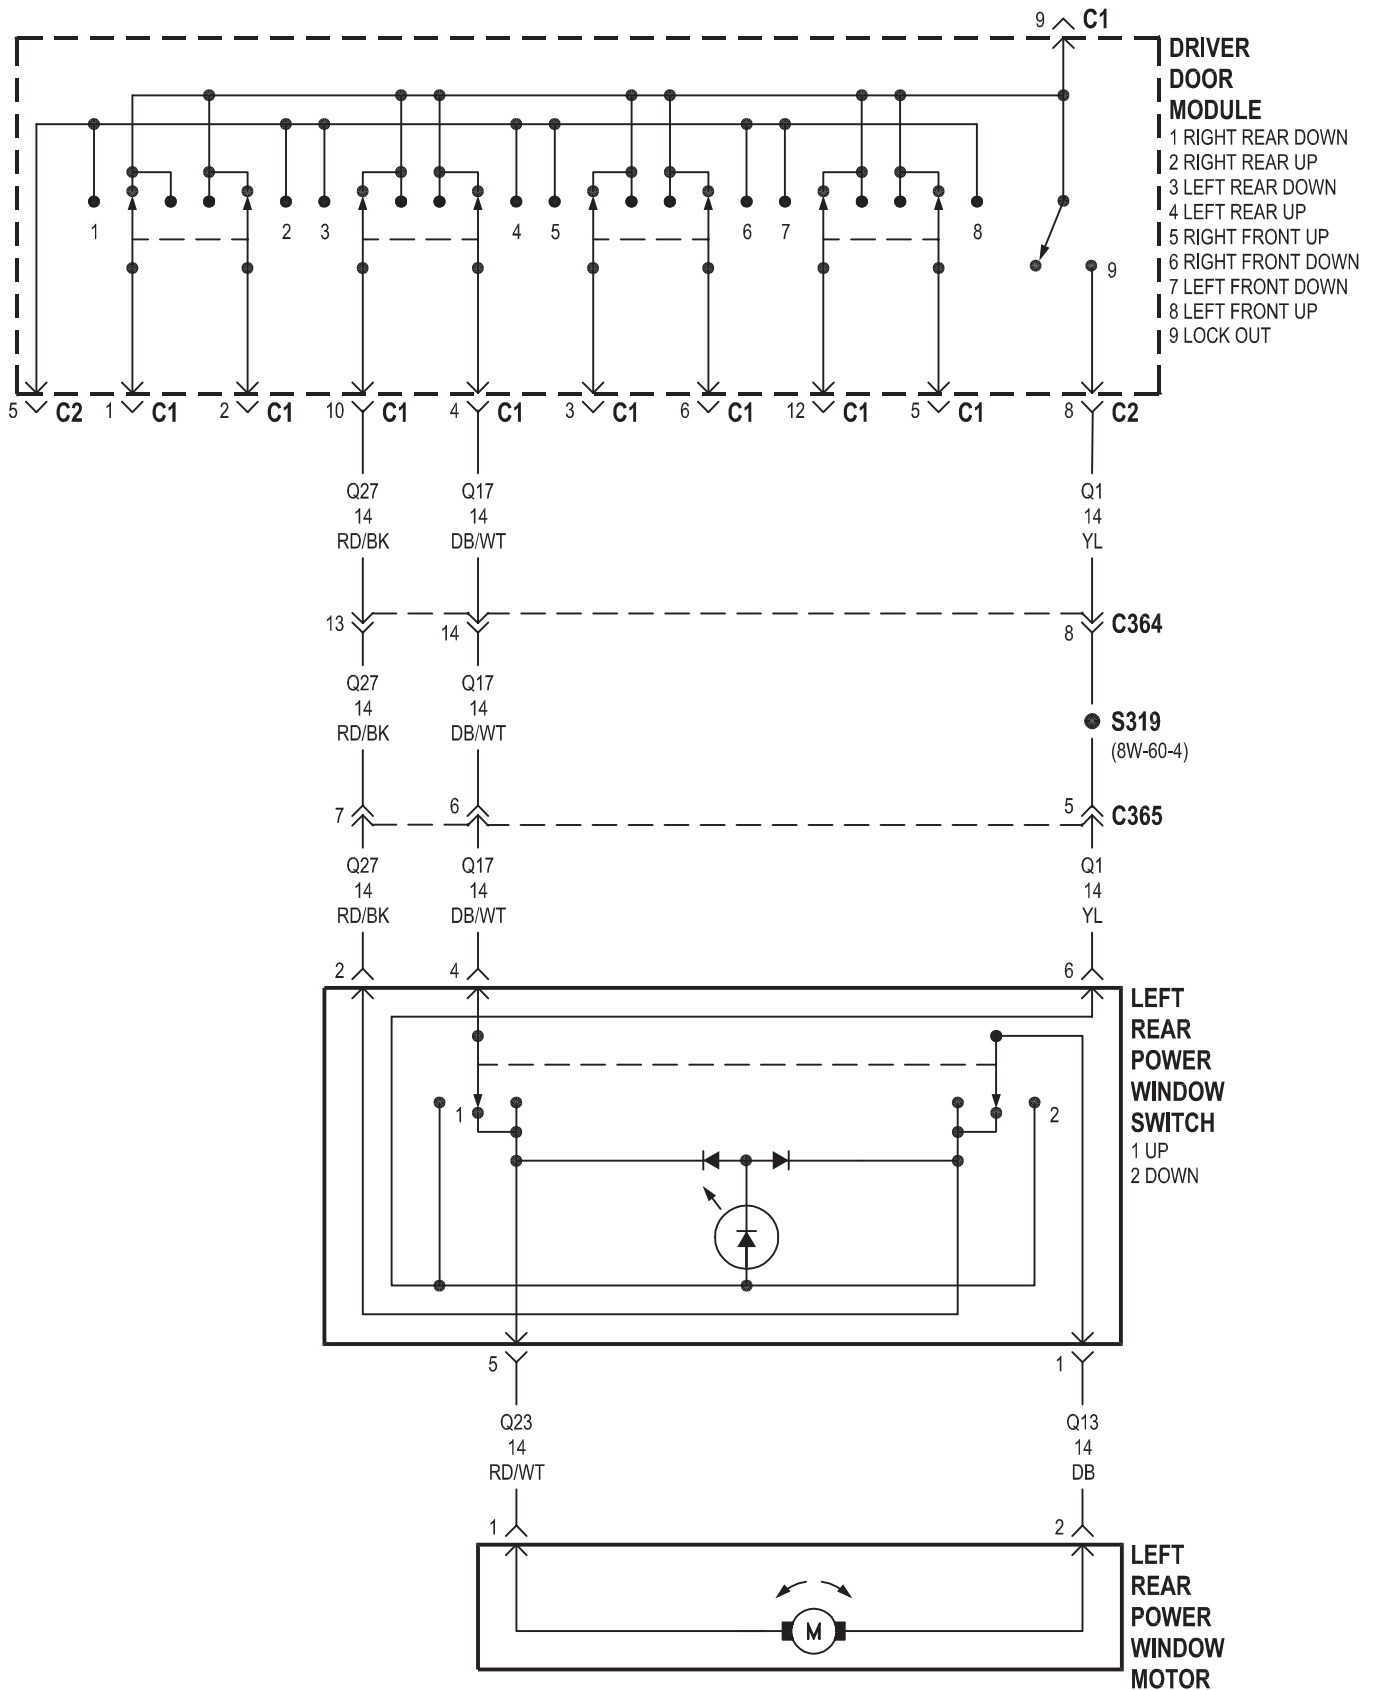 9 C1
DRIVER
DOOR
MODULE
1 RIGHT REAR DOWN
2 RIGHT REAR UP
3 LEFT REAR DOWN
4 LEFT REAR UP
5 RIGHT FRONT UP
6 RIGHT FRONT DOWN
7 LEFT FRONT DOWN
8 LEFT FRONT UP
9 LOCK OUT
1 2 3 4 5 6 7 8
9
5 C2 1 C1 2 C1 10 C1 4 C1 3 C1 6 C1 12 C1 5 C1 8 C2
Q27 Q17 Q1
14 14 14
RD/BK DB/WT YL
13 14 8 C364
Q27 Q17
14 14
RD/BK DB/WT
S319
(8W-60-4)
7 6 5 C365
Q27 Q17 Q1
14 14 14
RD/BK DB/WT YL
2 4 6
LEFT
REAR
POWER
WINDOW
SWITCH
1 UP
2 DOWN
1 2
5 1
Q23 Q13
14 14
RD/WT DB
1 2
LEFT
REAR
POWER
WINDOW
MOTOR
M